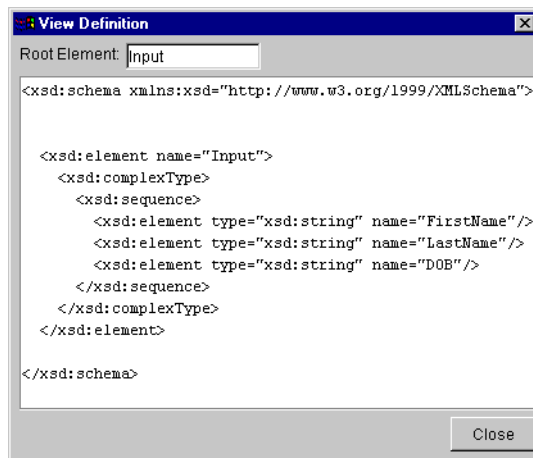 View Definition
Root Element: Input
<xsd:schema xmlns:xsd="http://www.w3.org/1999/XMLSchema">
<xsd:element name="Input">
<xsd:complexType>
<xsd:sequence>
<xsd:element type="xsd:string" name="FirstName"/>
<xsd:element type="xsd:string" name="LastName"/>
<xsd:element type="xsd:string" name="DOB"/>
</xsd:sequence>
</xsd:complexType>
</xsd:element>
</xsd:schema>
Close